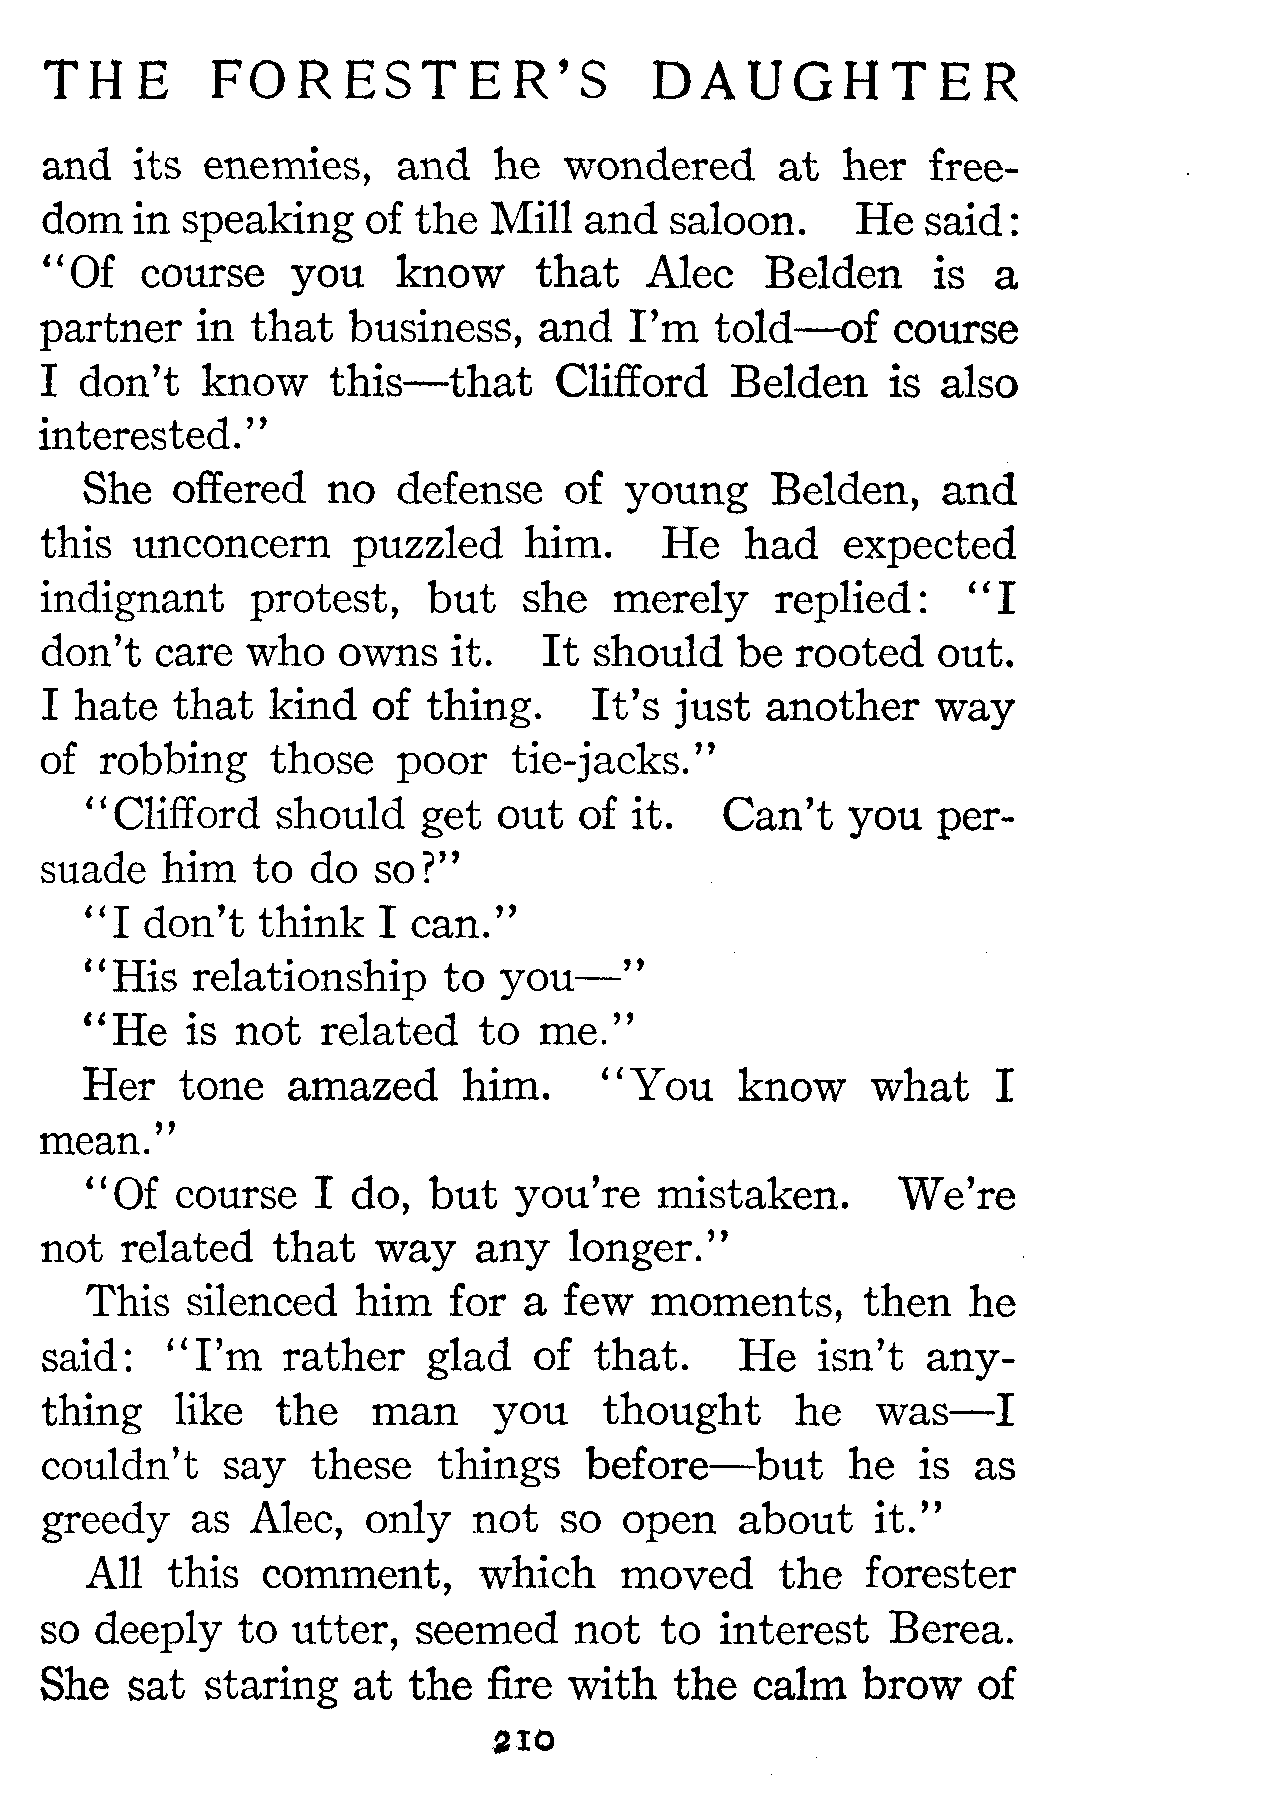 THE FORESTER'S DAUGHTER
and its enemies, and he wondered at her free-
dom in speaking of the Mill and saloon. He said:
"Of course you know that Alec Belden is a
partner in that business, and I'm told—of course
I don't know this—that Clifford Belden is also
interested."
She offered no defense of young Belden, and
this unconcern puzzled him. He had expected
indignant protest, but she merely replied: "I
don't care who owns it. It should be rooted out.
I hate that kind of thing. It's just another way
of robbing those poor tie-jacks."
"Clifford should get out of it. Can't you per-
suade him to do so?"
"I don't think I can."
"His relationship to you—"
"He is not related to me."
Her tone amazed him. "You know what I
mean."
"Of course I do, but you're mistaken. We're
not related that way any longer."
This silenced him for a few moments, then he
said: "I'm rather glad of that. He isn't any-
thing like the man you thought he was—I
couldn't say these things before—but he is as
greedy as Alec, only not so open about it."
All this comment, which moved the forester
so deeply to utter, seemed not to interest Berea.
She sat staring at the fire with the calm brow of
210